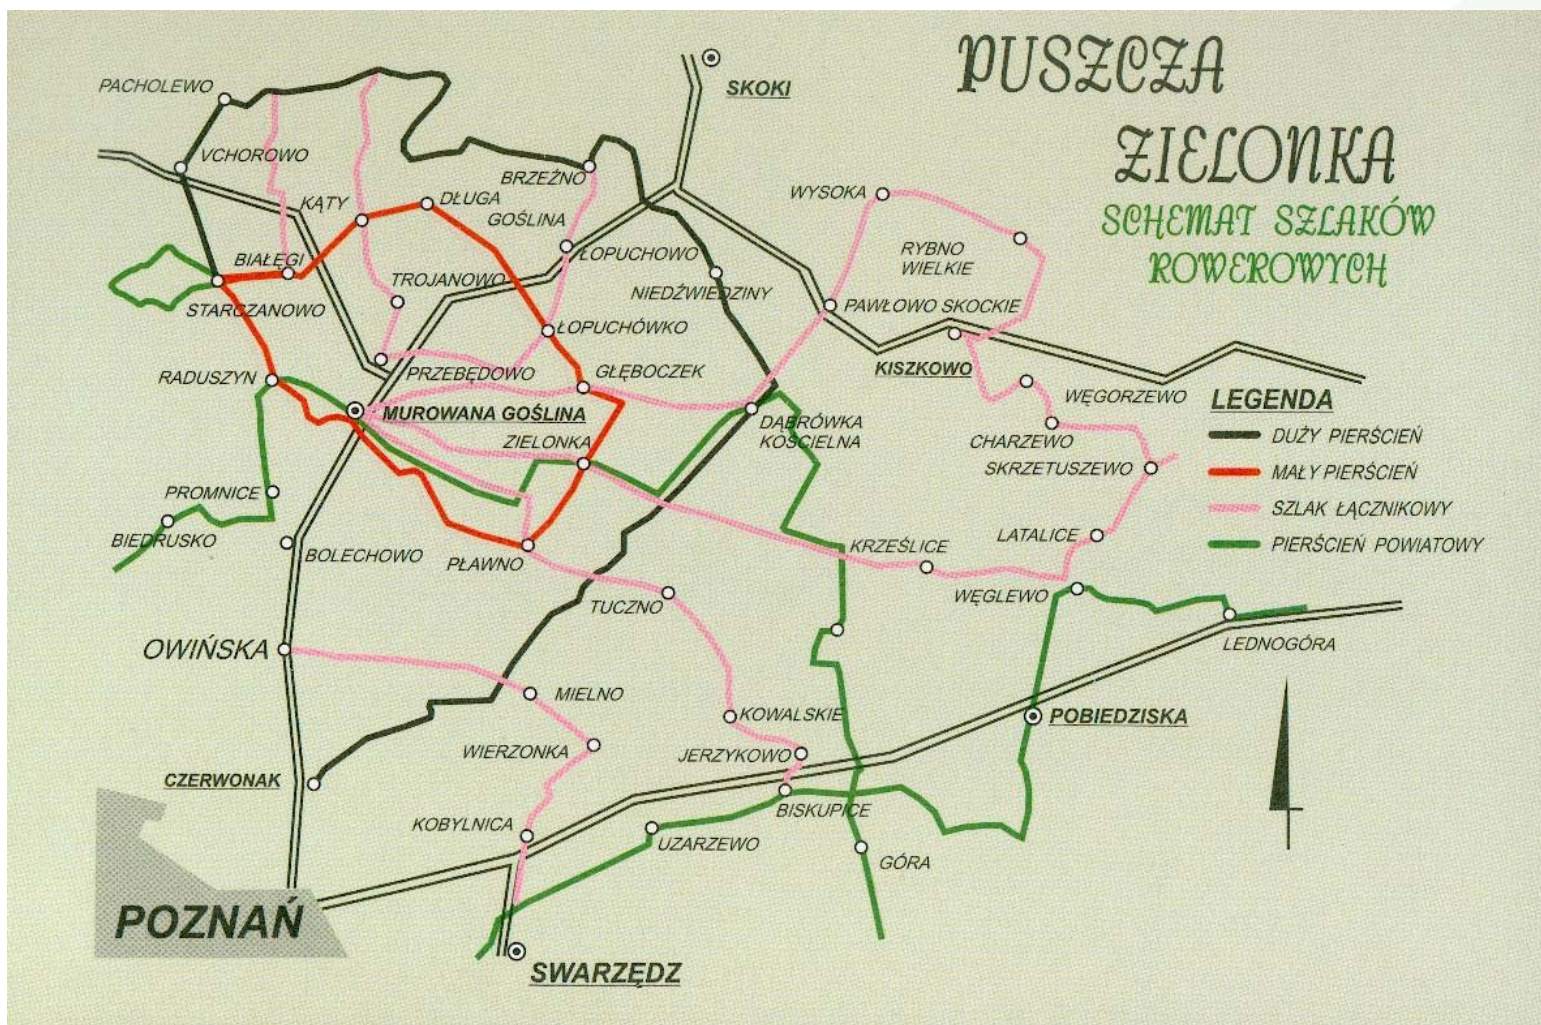 PUSZCZA
ZIELONKA
SCHEMAT SZLAKÓW
ROWEROWYCH
SKOKI
PACHOLEWO
VCHOROWO
BRZEŹNO
WYSOKA
KĄTY
DŁUGA
GOŚLINA
RYBNO
WIELKIE
BIAŁĘGI
ŁOPUCHOWO
TROJANOWO
NIEDŹWIEDZINY
STARCZANOWO
PAWŁOWO SKOCKIE
ŁOPUCHÓWKO
KISZKOWO
RADUSZYN
PRZEBĘDOWO
GŁĘBOCZEK
WĘGORZEWO
MUROWANA GOŚLINA
DĄBRÓWKA
KOŚCIELNA
ZIELONKA
CHARZEWO
SKRZETUSZEWO
LEGENDA
DUŻY PIERŚCIEŃ
MAŁY PIERŚCIEŃ
SZLAK ŁĄCZNIKOWY
PIERŚCIEŃ POWIATOWY
PROMNICE
BIEDRUSKO
BOLECHOWO
PŁAWNO
KRZEŚLICE
LATALICE
TUCZNO
WĘGLEWO
OWIŃSKA
LEDNOGÓRA
MIELNO
KOWALSKIE
POBIEDZISKA
WIERZONKA
JERZYKOWO
CZERWONAK
BISKUPICE
KOBYLNICA
UZARZEWO
GÓRA
POZNAŃ
SWARZĘDZ